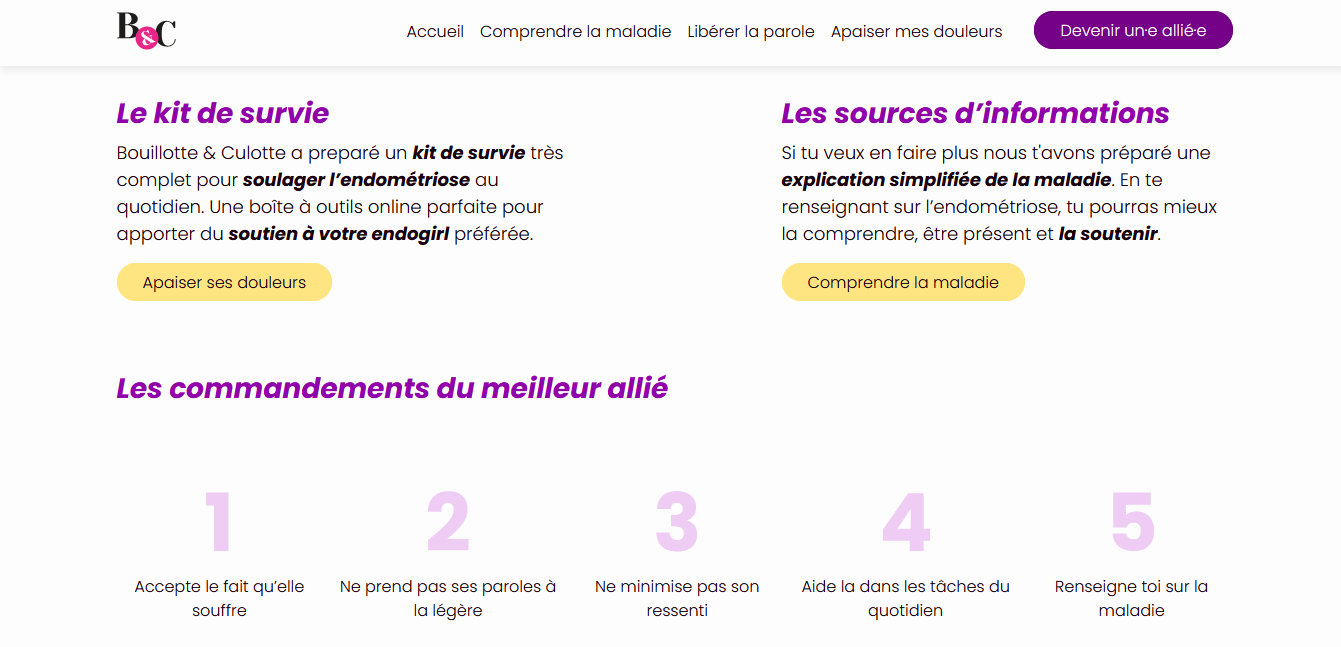 B&C
Accueil
Comprendre la maladie
Libérer la parole
Apaiser mes douleurs
Devenir un·e allié·e
Le kit de survie
Bouillotte & Culotte a preparé un kit de survie très
complet pour soulager l’endométriose au
quotidien. Une boîte à outils online parfaite pour
apporter du soutien à votre endogirl préférée.
Apaiser ses douleurs
Les sources d’informations
Si tu veux en faire plus nous t'avons préparé une
explication simplifiée de la maladie. En te
renseignant sur l’endométriose, tu pourras mieux
la comprendre, être présent et la soutenir.
Comprendre la maladie
Les commandements du meilleur allié
1
Accepte le fait qu’elle
souffre
2
Ne prend pas ses paroles à
la légère
3
Ne minimise pas son
ressenti
4
Aide la dans les tâches du
quotidien
5
Renseigne toi sur la
maladie